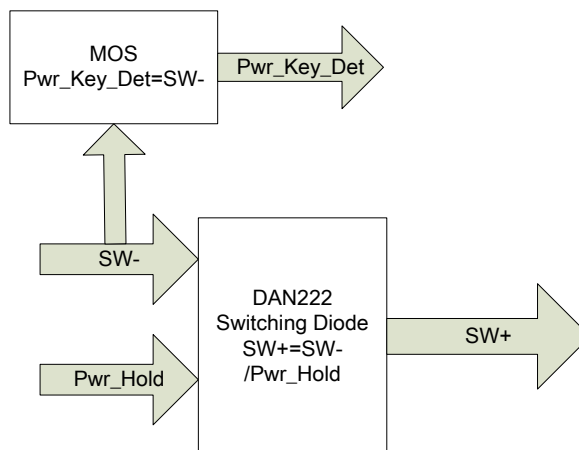 MOS
Pwr_Key_Det=SW-
Pwr_Key_Det
SW-
DAN222
Switching Diode
SW+=SW-
/Pwr_Hold
SW+
Pwr_Hold